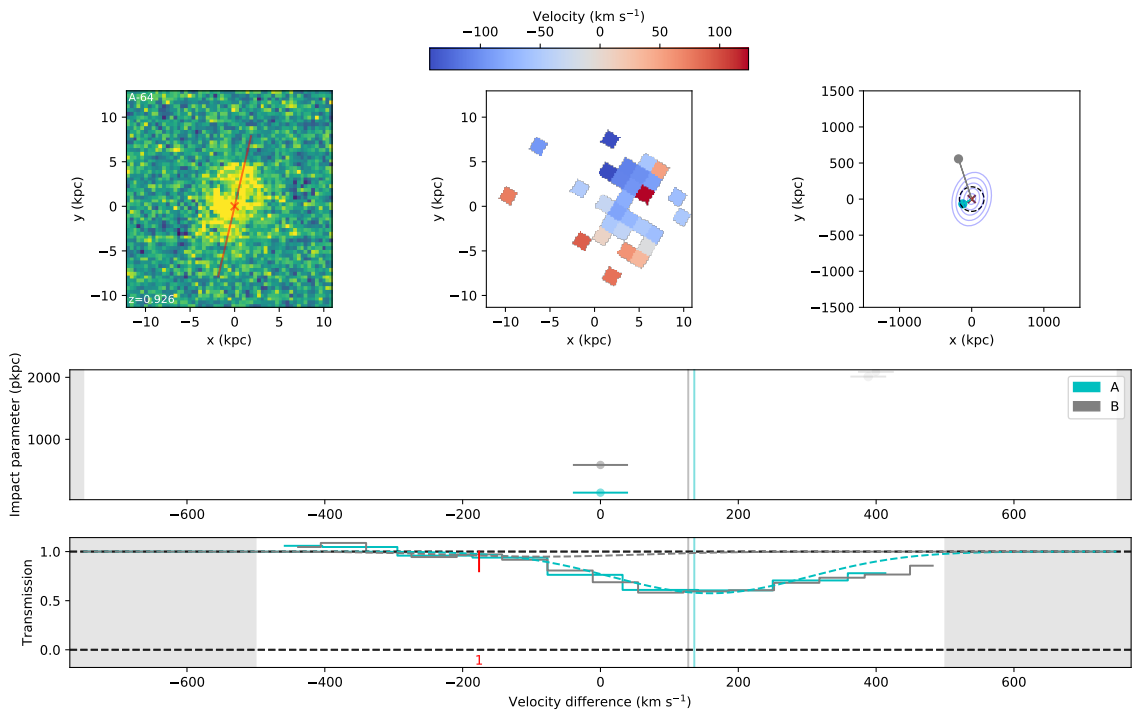 Velocity (km s⁻¹)
−100 −50 0 50 100
A-64
z=0.926
10
5
0
−5
−10
y (kpc)
−10 −5 0 5 10
x (kpc)
10
5
0
−5
−10
y (kpc)
−10 −5 0 5 10
x (kpc)
1500
1000
500
0
−500
−1000
−1500
y (kpc)
−1000 0 1000
x (kpc)
Impact parameter (pkpc)
2000
1000
A
B
−600 −400 −200 0 200 400 600
Transmission
1.0
0.5
0.0
1
−600 −400 −200 0 200 400 600
Velocity difference (km s⁻¹)